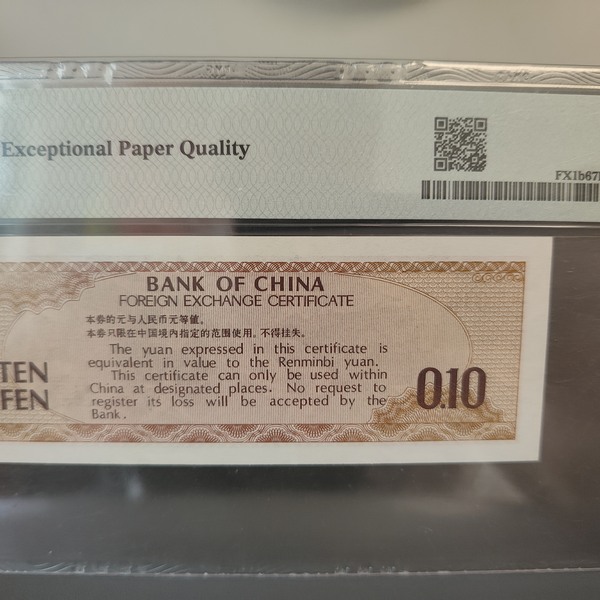 Exceptional Paper Quality
FX1b67
BANK OF CHINA
FOREIGN EXCHANGE CERTIFICATE
本券的元与人民币元等值。
本券只限在中国境内指定的范围使用，不得挂失。
The yuan expressed in this certificate is
equivalent in value to the Renminbi yuan.
This certificate can only be used within
China at designated places. No request to
register its loss will be accepted by the
Bank.
TEN
FEN
0.10